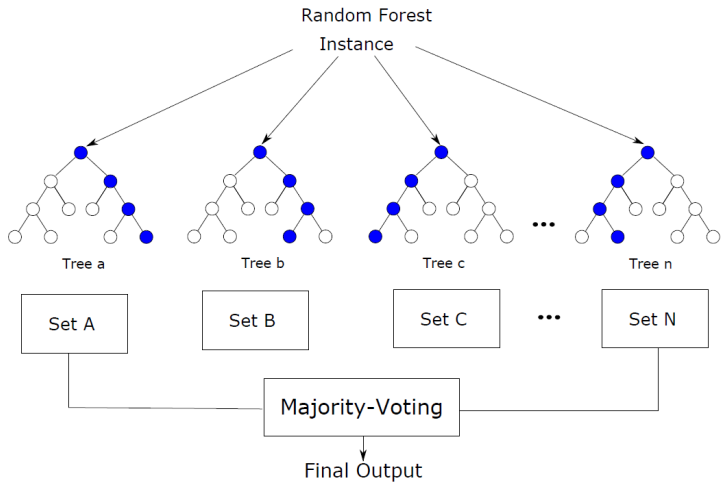 Random Forest
Instance
Tree a
Tree b
Tree c
...
Tree n
Set A
Set B
Set C
...
Set N
Majority-Voting
Final Output